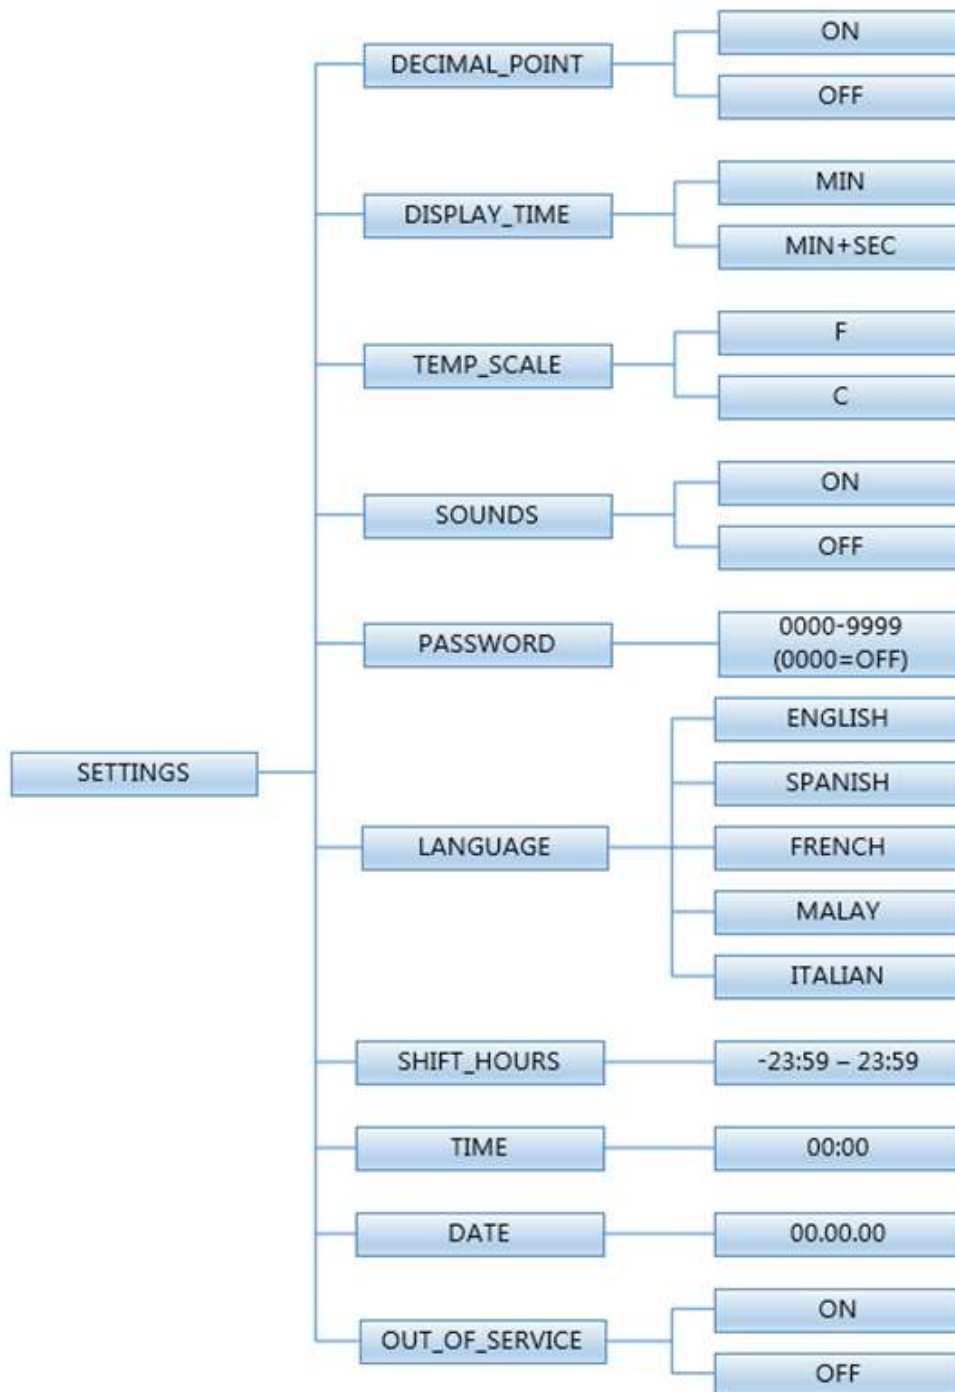 DECIMAL_POINT
ON
OFF
DISPLAY_TIME
MIN
MIN+SEC
TEMP_SCALE
F
C
SOUNDS
ON
OFF
PASSWORD
0000-9999
(0000=OFF)
SETTINGS
LANGUAGE
ENGLISH
SPANISH
FRENCH
MALAY
ITALIAN
SHIFT_HOURS
-23:59 – 23:59
TIME
00:00
DATE
00.00.00
OUT_OF_SERVICE
ON
OFF